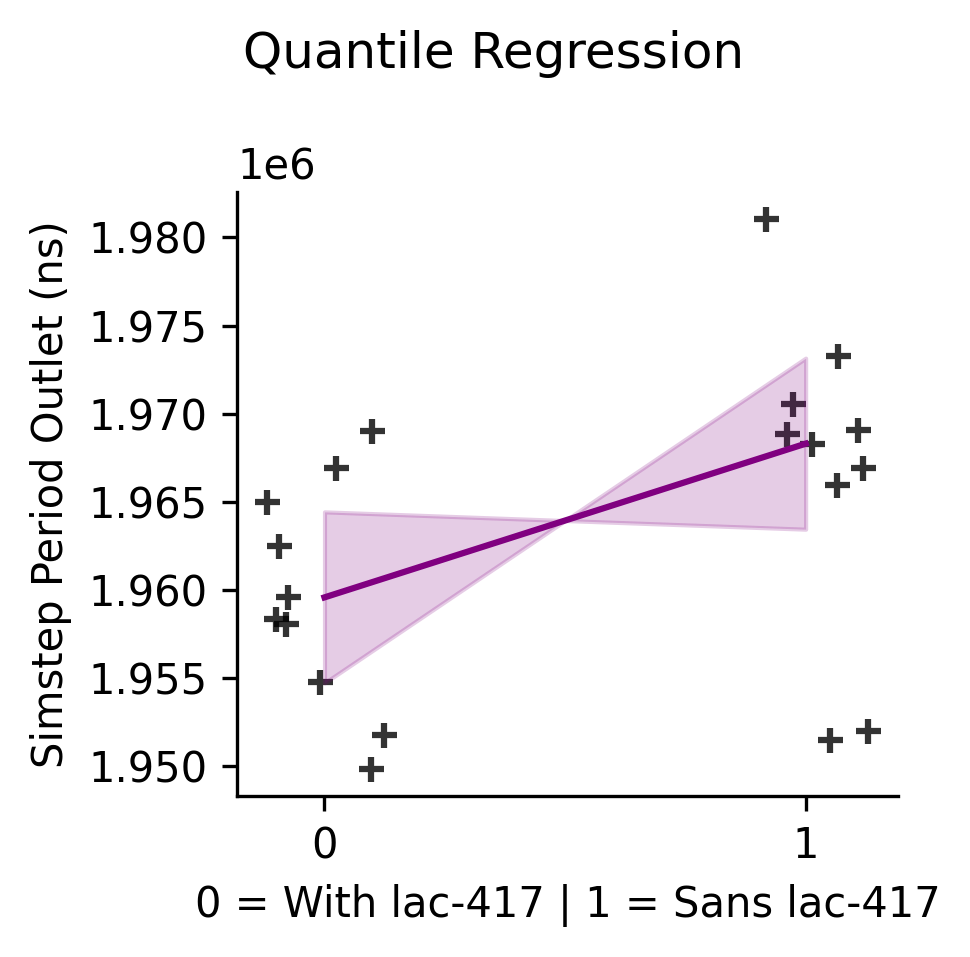 Quantile Regression
1e6
1.980
1.975
1.970
1.965
1.960
1.955
1.950
Simstep Period Outlet (ns)
0 1
0 = With lac-417 | 1 = Sans lac-417